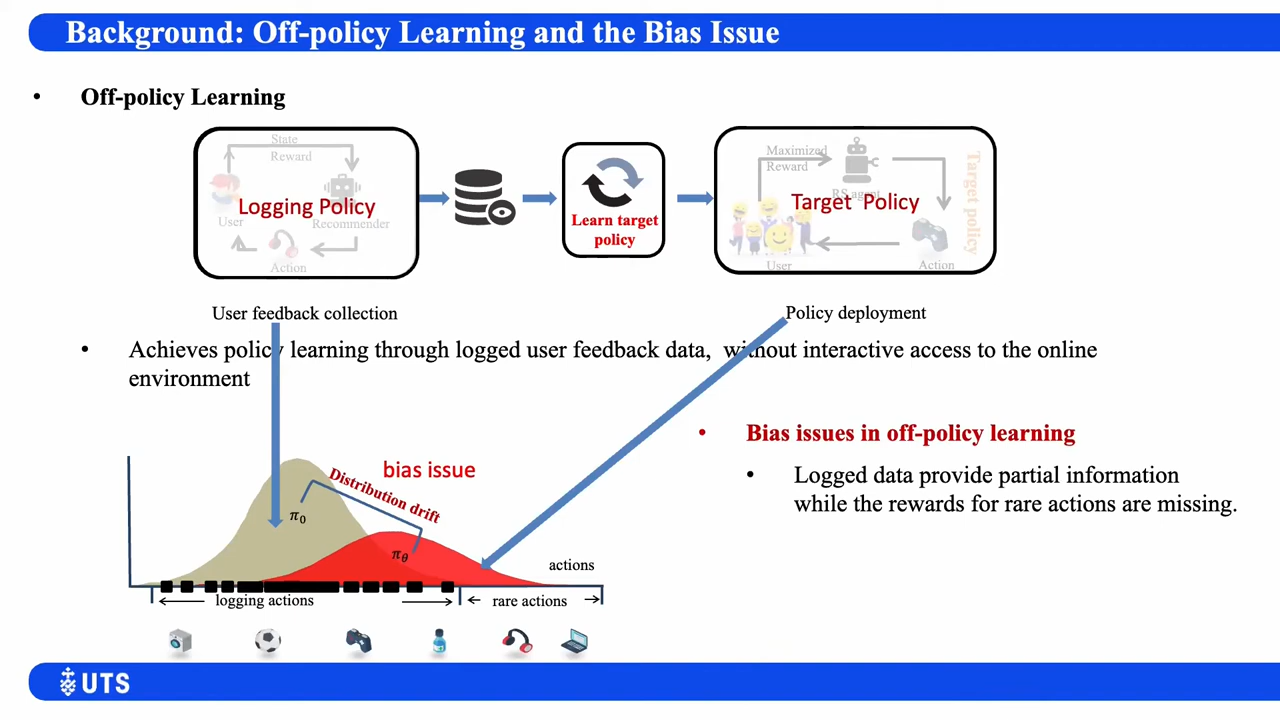 Background: Off-policy Learning and the Bias Issue
• Off-policy Learning
State
Reward
Logging Policy
User
Recommender
Action
Learn target
policy
Maximized
Reward
RS agent
Target Policy
Target policy
User
Action
User feedback collection
Policy deployment
• Achieves policy learning through logged user feedback data, without interactive access to the online
environment
• Bias issues in off-policy learning
• Logged data provide partial information
while the rewards for rare actions are missing.
bias issue
Distribution drift
π₀
πθ
actions
logging actions
rare actions
UTS